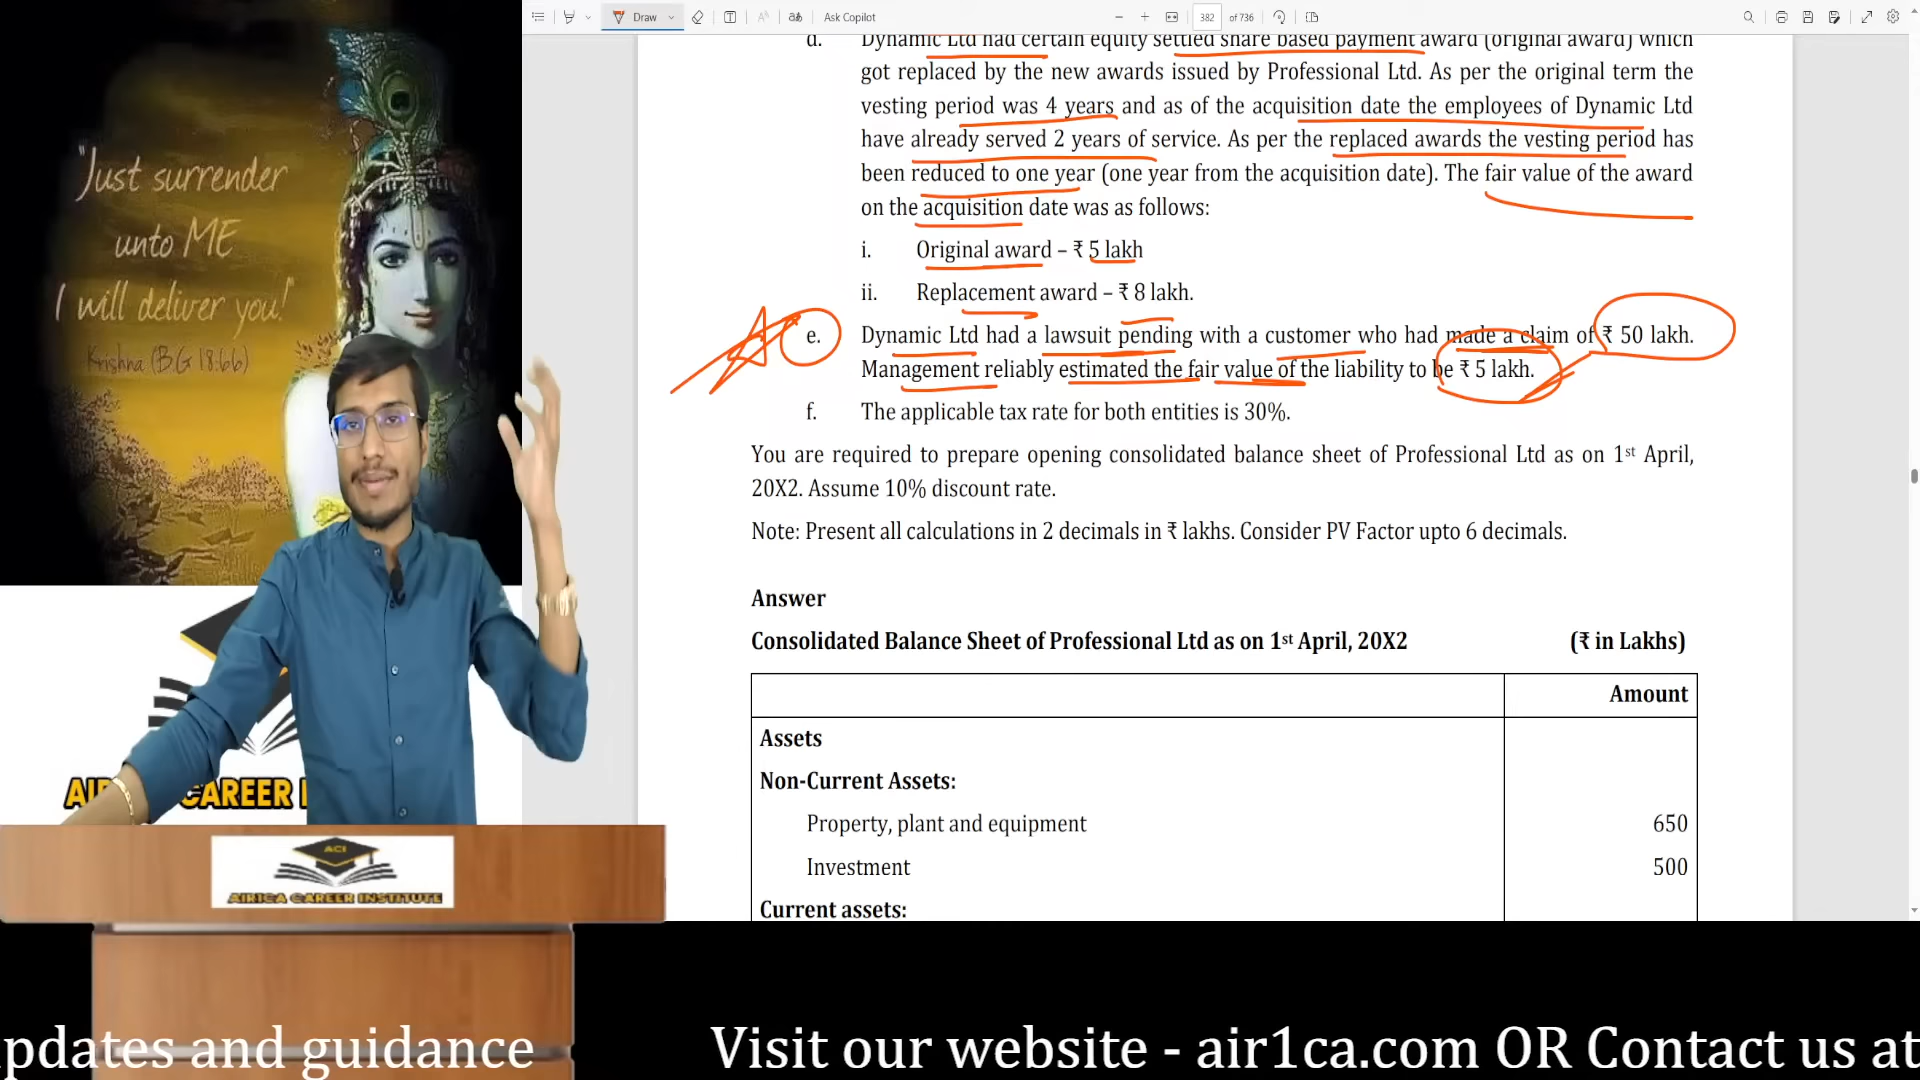 Draw
Ask Copilot
382
of 736
"Just surrender
unto ME
I will deliver you!"
Krishna (B.G 18:66)
d. Dynamic Ltd had certain equity settled share based payment award (original award) which
got replaced by the new awards issued by Professional Ltd. As per the original term the
vesting period was 4 years and as of the acquisition date the employees of Dynamic Ltd
have already served 2 years of service. As per the replaced awards the vesting period has
been reduced to one year (one year from the acquisition date). The fair value of the award
on the acquisition date was as follows:
i. Original award – ₹ 5 lakh
ii. Replacement award – ₹ 8 lakh.
e. Dynamic Ltd had a lawsuit pending with a customer who had made a claim of ₹ 50 lakh.
Management reliably estimated the fair value of the liability to be ₹ 5 lakh.
f. The applicable tax rate for both entities is 30%.
You are required to prepare opening consolidated balance sheet of Professional Ltd as on 1st April,
20X2. Assume 10% discount rate.
Note: Present all calculations in 2 decimals in ₹ lakhs. Consider PV Factor upto 6 decimals.
Answer
Consolidated Balance Sheet of Professional Ltd as on 1st April, 20X2 (₹ in Lakhs)
Amount
Assets
Non-Current Assets:
Property, plant and equipment 650
Investment 500
Current assets:
CAREER
ACI
AIR1CA CAREER INSTITUTE
pdates and guidance Visit our website - air1ca.com OR Contact us at